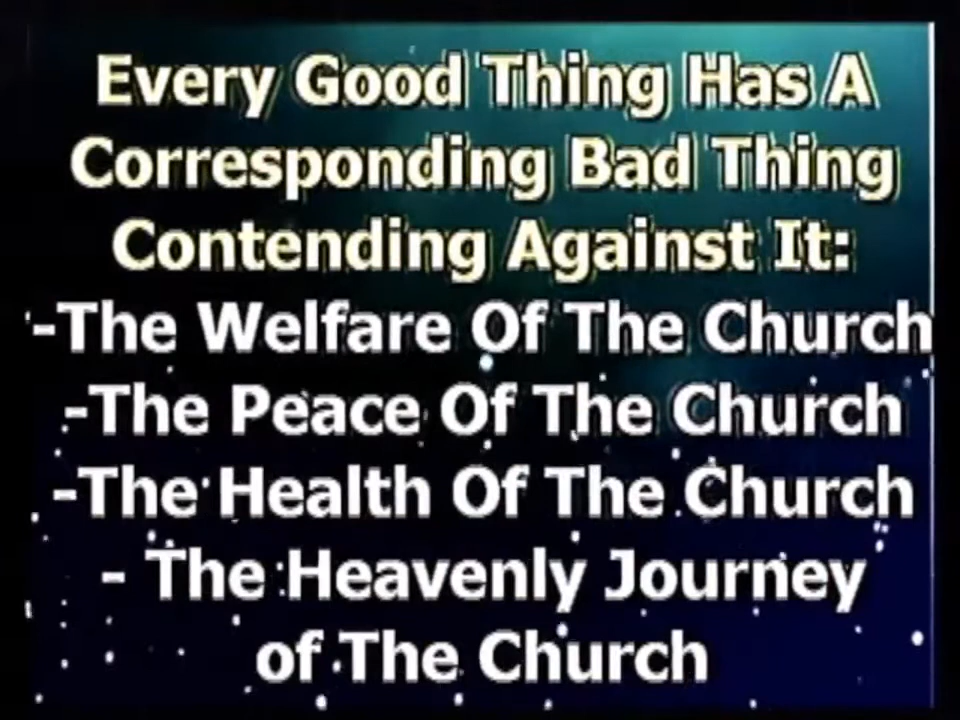 Every Good Thing Has A
Corresponding Bad Thing
Contending Against It:
-The Welfare Of The Church
-The Peace Of The Church
-The Health Of The Church
- The Heavenly Journey
of The Church